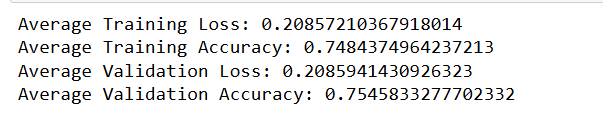 Average Training Loss: 0.20857210367918014
Average Training Accuracy: 0.7484374964237213
Average Validation Loss: 0.2085941430926323
Average Validation Accuracy: 0.7545833277702332